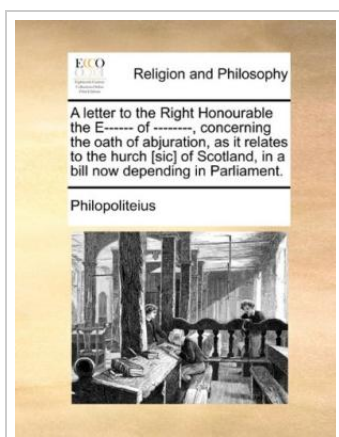 ECCO
Religion and Philosophy
A letter to the Right Honourable
the E------ of --------, concerning
the oath of abjuration, as it relates
to the hurch [sic] of Scotland, in a
bill now depending in Parliament.
Philopoliteius